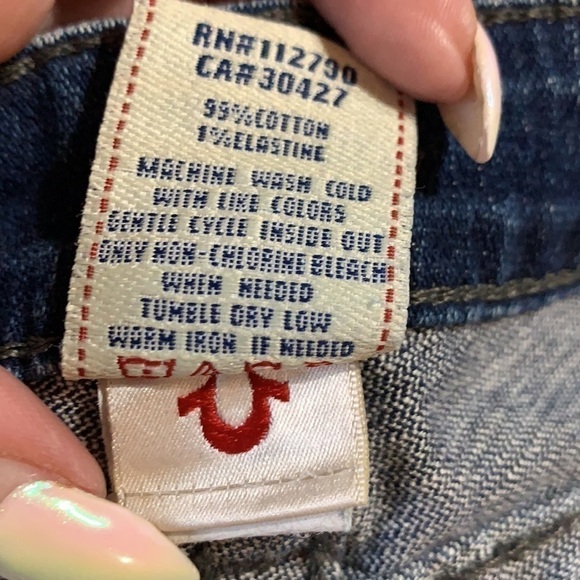 RN#112790
CA#30427
99%COTTON
1%ELASTINE
MACHINE WASH COLD
WITH LIKE COLORS
GENTLE CYCLE INSIDE OUT
ONLY NON-CHLORINE BLEACH
WHEN NEEDED
TUMBLE DRY LOW
WARM IRON IF NEEDED